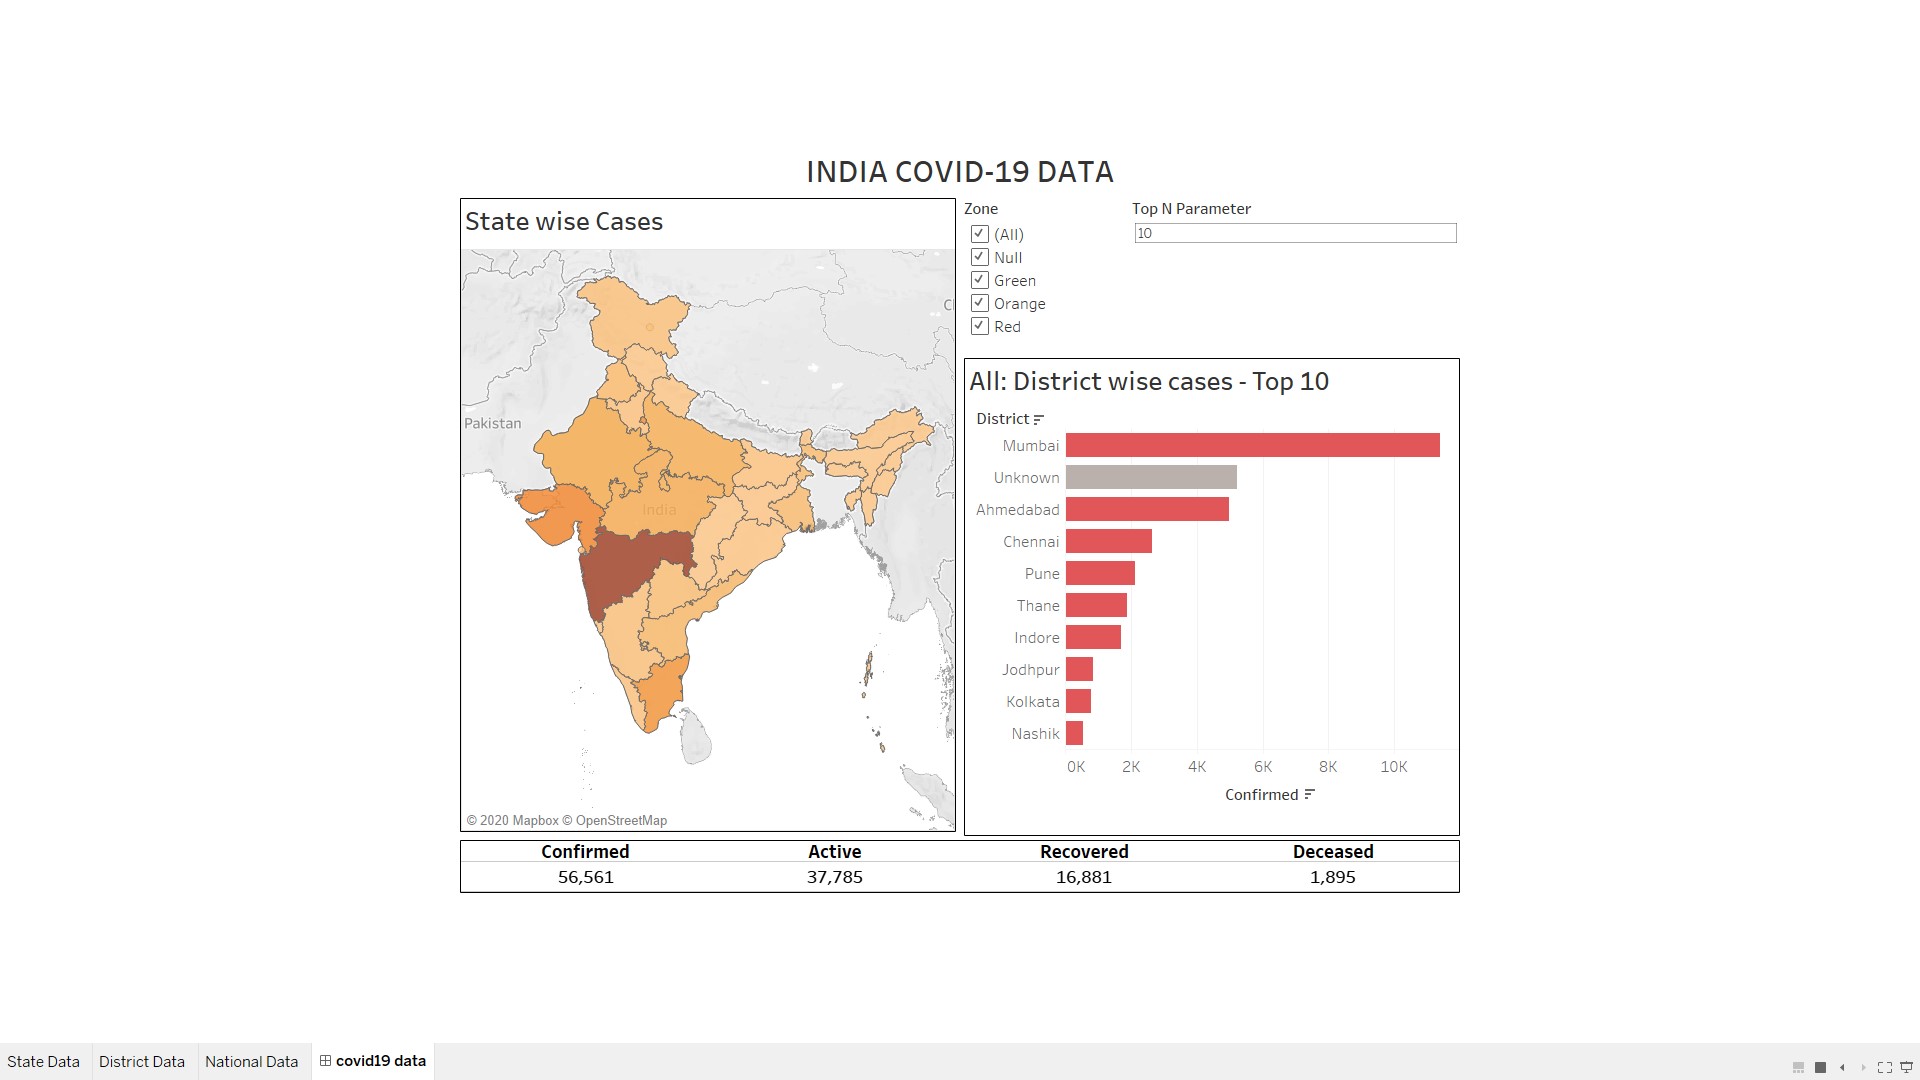 INDIA COVID-19 DATA
State wise Cases
Pakistan
India
© 2020 Mapbox © OpenStreetMap
Zone
(All)
Null
Green
Orange
Red
Top N Parameter
10
All: District wise cases - Top 10
District
Mumbai
Unknown
Ahmedabad
Chennai
Pune
Thane
Indore
Jodhpur
Kolkata
Nashik
0K 2K 4K 6K 8K 10K
Confirmed
Confirmed Active Recovered Deceased
56,561 37,785 16,881 1,895
State Data District Data National Data covid19 data